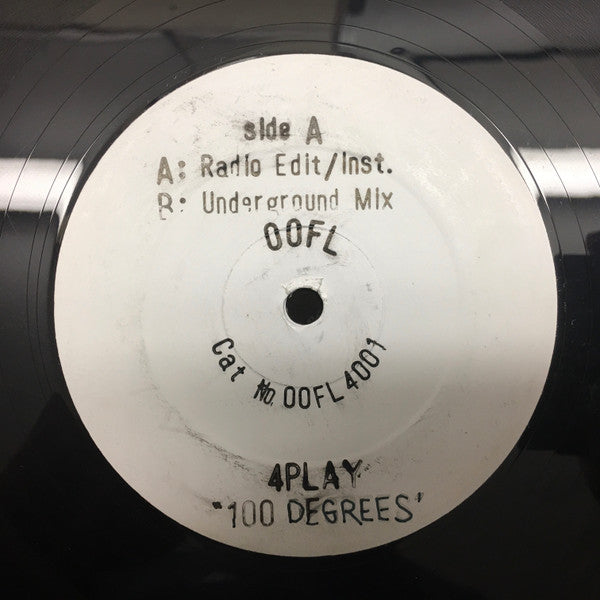 side A
A: Radio Edit/Inst.
B: Underground Mix
OOFL
Cat No. OOFL 4001
4PLAY
"100 DEGREES'